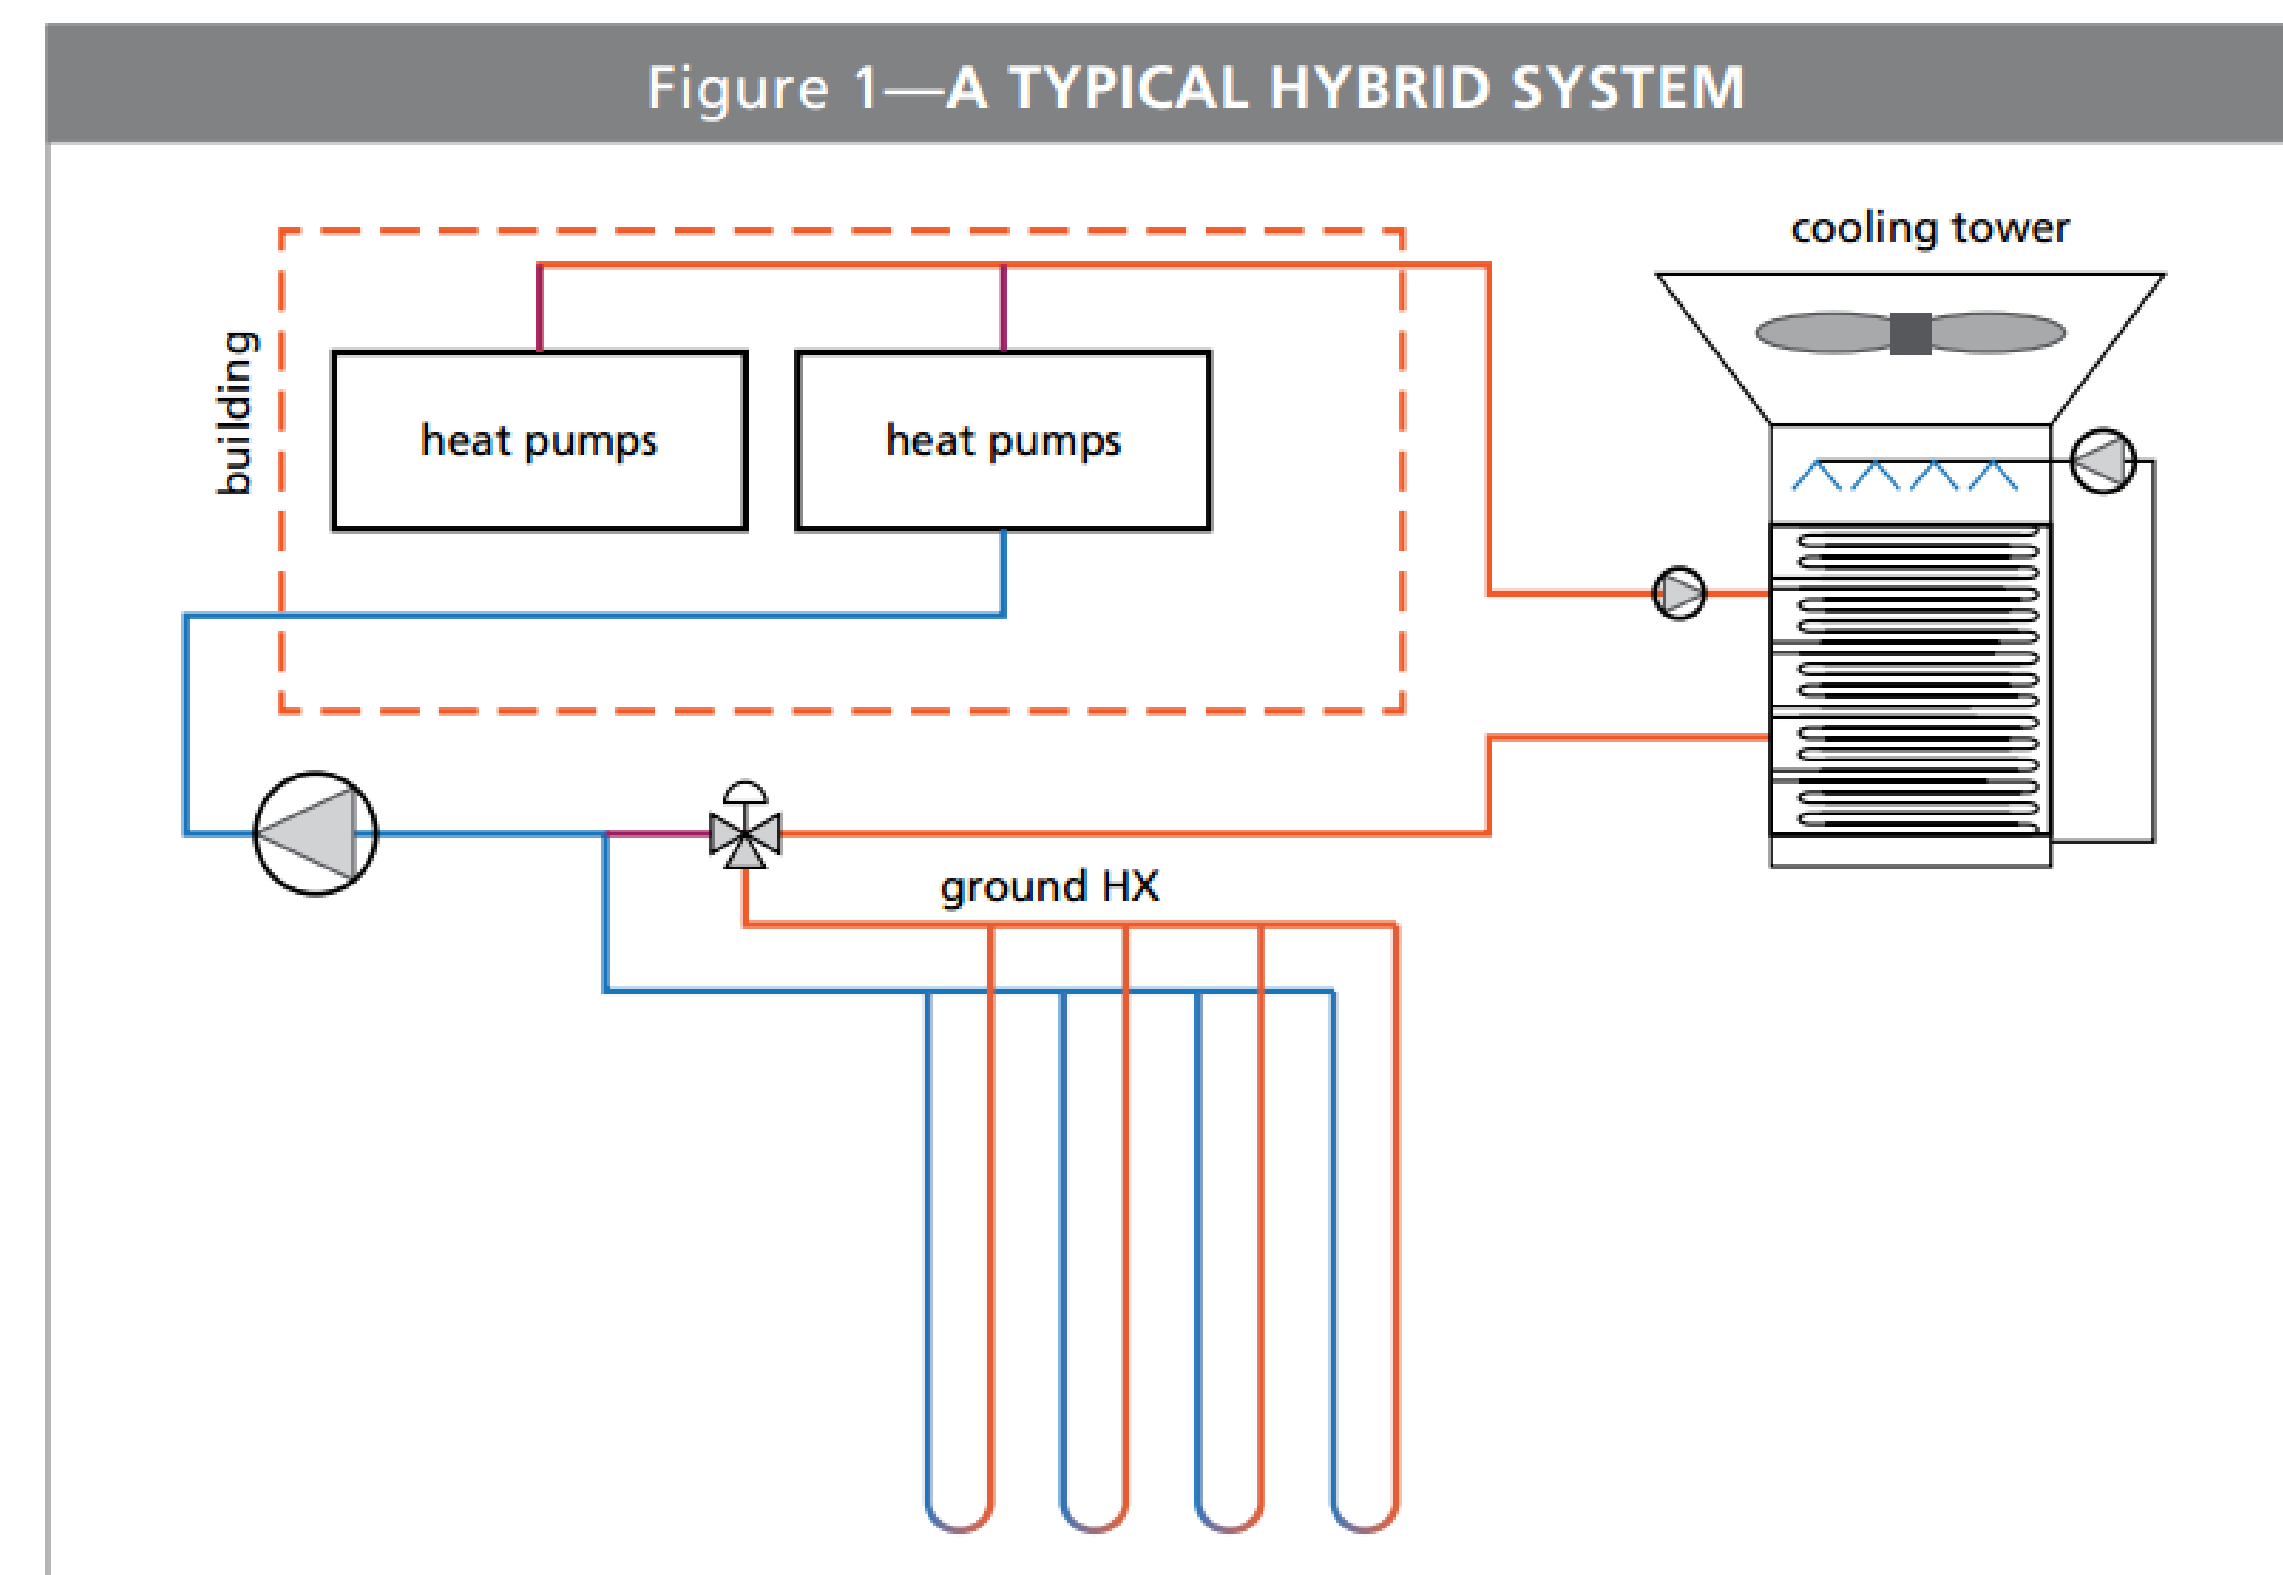 Figure 1—A TYPICAL HYBRID SYSTEM
cooling tower
building
heat pumps
heat pumps
ground HX